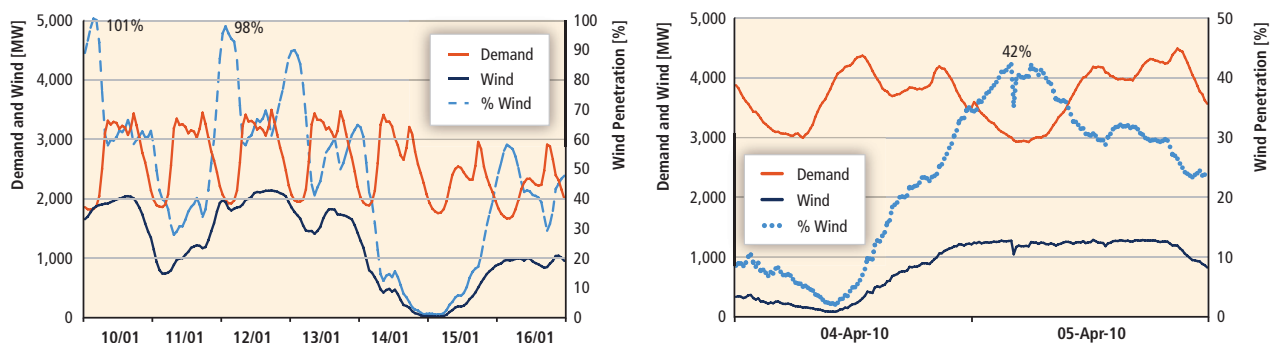 Demand and Wind [MW]
5,000
4,000
3,000
2,000
1,000
0
101%
98%
Demand
Wind
% Wind
100
90
80
70
60
50
40
30
20
10
0
Wind Penetration [%]
10/01 11/01 12/01 13/01 14/01 15/01 16/01
Demand and Wind [MW]
5,000
4,000
3,000
2,000
1,000
0
42%
Demand
Wind
% Wind
50
40
30
20
10
0
Wind Penetration [%]
04-Apr-10 05-Apr-10